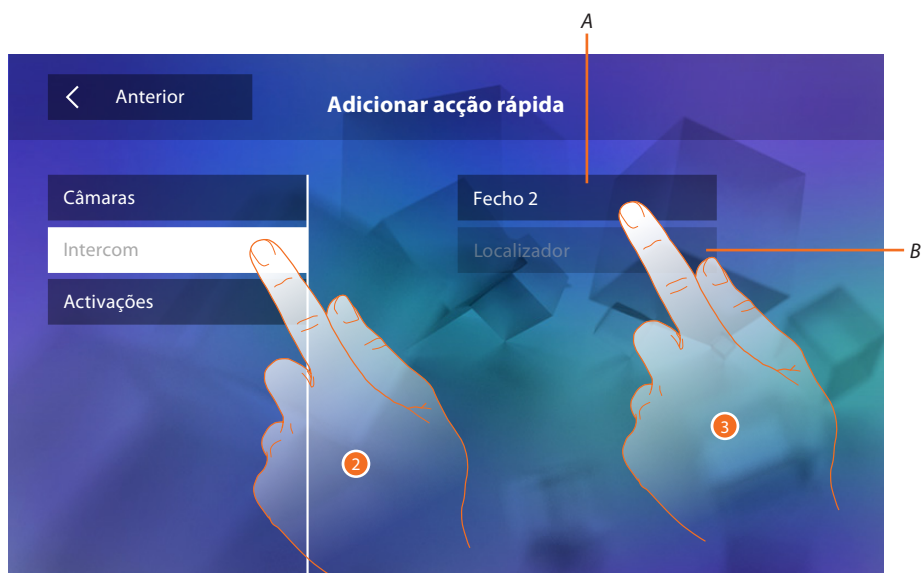 A
Anterior
Adicionar acção rápida
Câmaras
Fecho 2
Intercom
Localizador
B
Activações
3
2